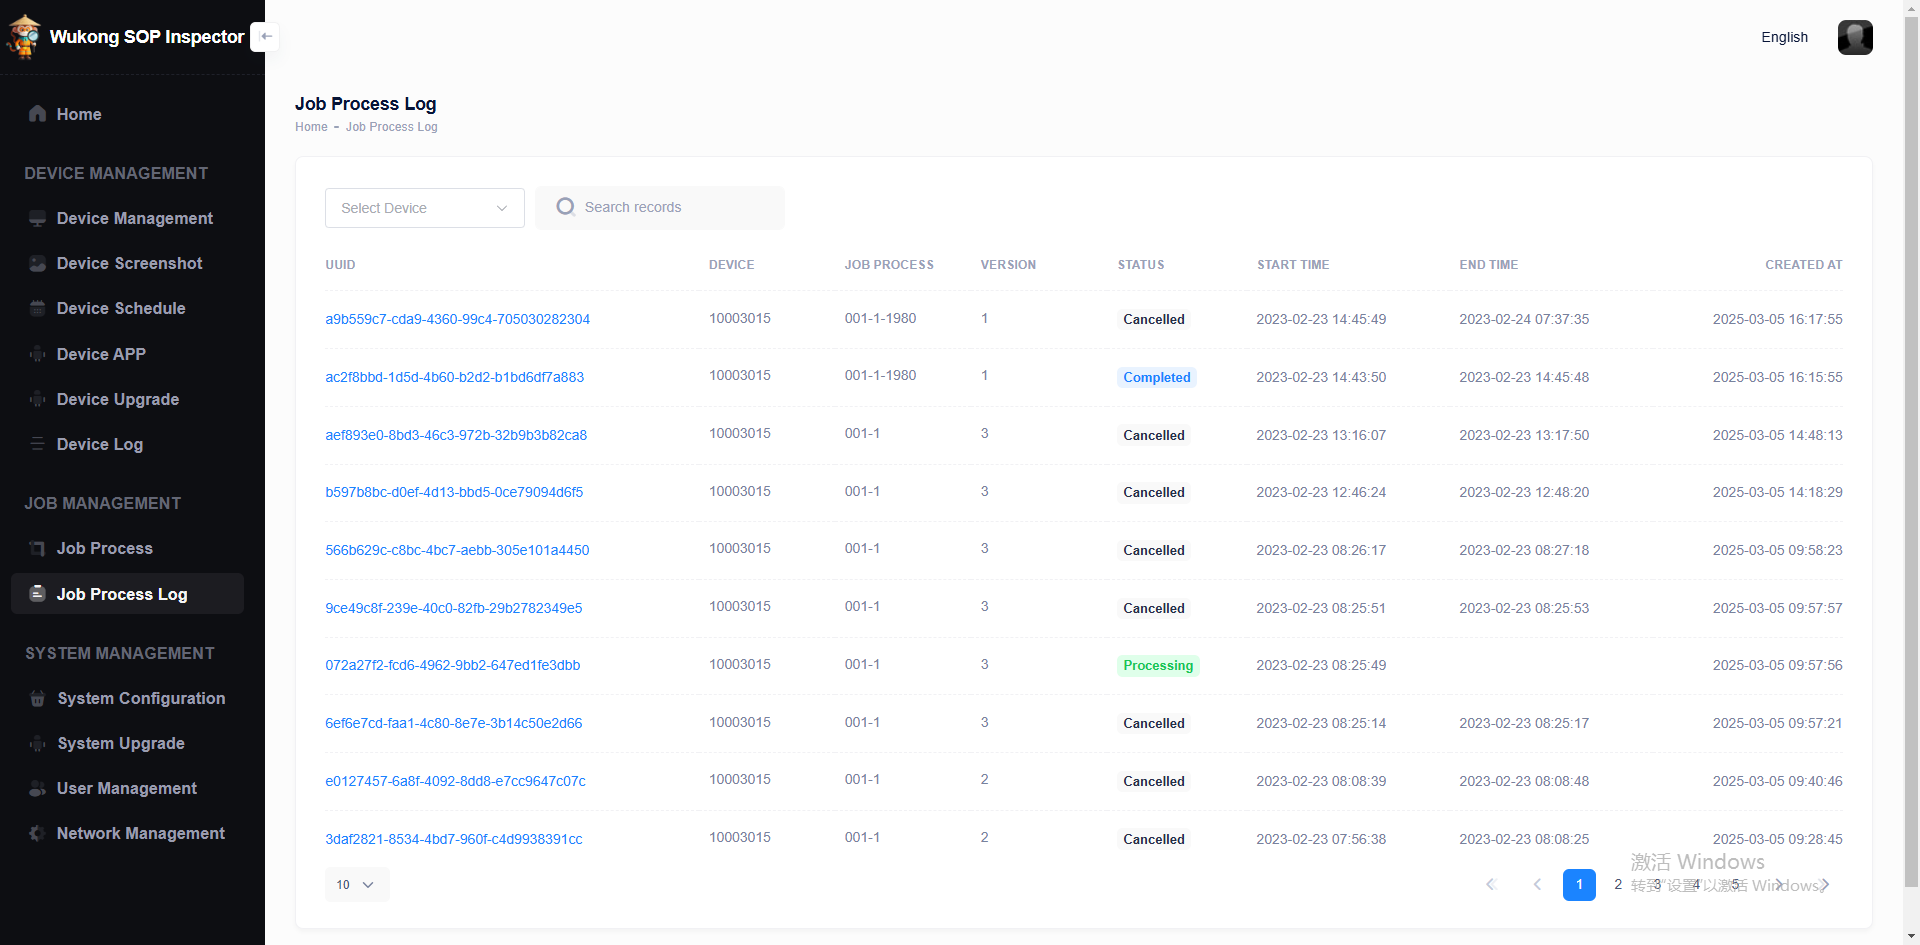 Wukong SOP Inspector
English
Home
DEVICE MANAGEMENT
Device Management
Device Screenshot
Device Schedule
Device APP
Device Upgrade
Device Log
JOB MANAGEMENT
Job Process
Job Process Log
SYSTEM MANAGEMENT
System Configuration
System Upgrade
User Management
Network Management
Job Process Log
Home - Job Process Log
Select Device
Search records
UUID DEVICE JOB PROCESS VERSION STATUS START TIME END TIME CREATED AT
a9b559c7-cda9-4360-99c4-705030282304 10003015 001-1-1980 1 Cancelled 2023-02-23 14:45:49 2023-02-24 07:37:35 2025-03-05 16:17:55
ac2f8bbd-1d5d-4b60-b2d2-b1bd6df7a883 10003015 001-1-1980 1 Completed 2023-02-23 14:43:50 2023-02-23 14:45:48 2025-03-05 16:15:55
aef893e0-8bd3-46c3-972b-32b9b3b82ca8 10003015 001-1 3 Cancelled 2023-02-23 13:16:07 2023-02-23 13:17:50 2025-03-05 14:48:13
b597b8bc-d0ef-4d13-bbd5-0ce79094d6f5 10003015 001-1 3 Cancelled 2023-02-23 12:46:24 2023-02-23 12:48:20 2025-03-05 14:18:29
566b629c-c8bc-4bc7-aebb-305e101a4450 10003015 001-1 3 Cancelled 2023-02-23 08:26:17 2023-02-23 08:27:18 2025-03-05 09:58:23
9ce49c8f-239e-40c0-82fb-29b2782349e5 10003015 001-1 3 Cancelled 2023-02-23 08:25:51 2023-02-23 08:25:53 2025-03-05 09:57:57
072a27f2-fcd6-4962-9bb2-647ed1fe3dbb 10003015 001-1 3 Processing 2023-02-23 08:25:49 2025-03-05 09:57:56
6ef6e7cd-faa1-4c80-8e7e-3b14c50e2d66 10003015 001-1 3 Cancelled 2023-02-23 08:25:14 2023-02-23 08:25:17 2025-03-05 09:57:21
e0127457-6a8f-4092-8dd8-e7cc9647c07c 10003015 001-1 2 Cancelled 2023-02-23 08:08:39 2023-02-23 08:08:48 2025-03-05 09:40:46
3daf2821-8534-4bd7-960f-c4d9938391cc 10003015 001-1 2 Cancelled 2023-02-23 07:56:38 2023-02-23 08:08:25 2025-03-05 09:28:45
10
1 2 3 4 5
激活 Windows
转到"设置"以激活 Windows。